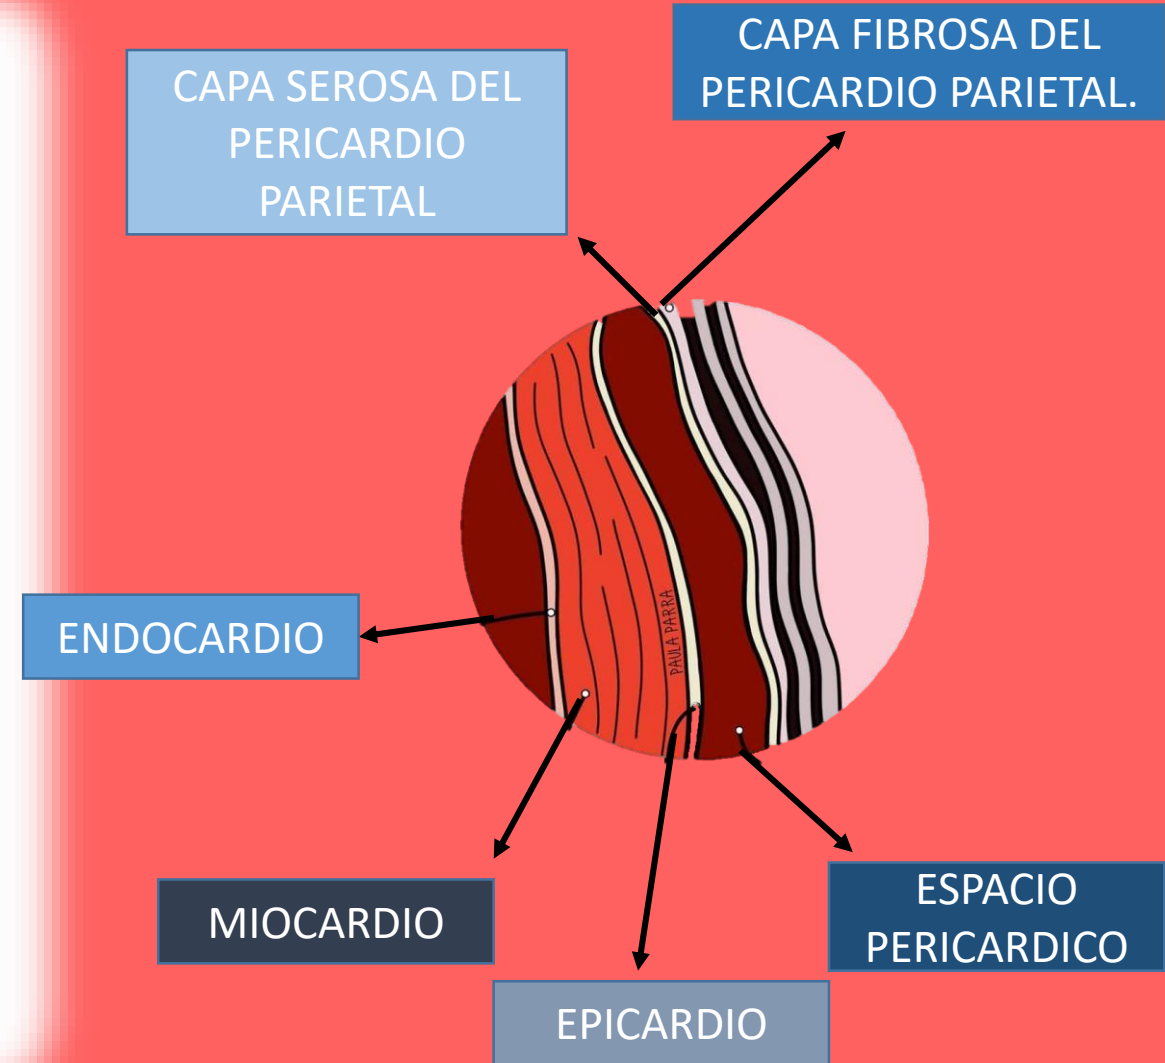 CAPA FIBROSA DEL
PERICARDIO PARIETAL.
CAPA SEROSA DEL
PERICARDIO
PARIETAL
PAULA PARRA
ENDOCARDIO
MIOCARDIO
ESPACIO
PERICARDICO
EPICARDIO